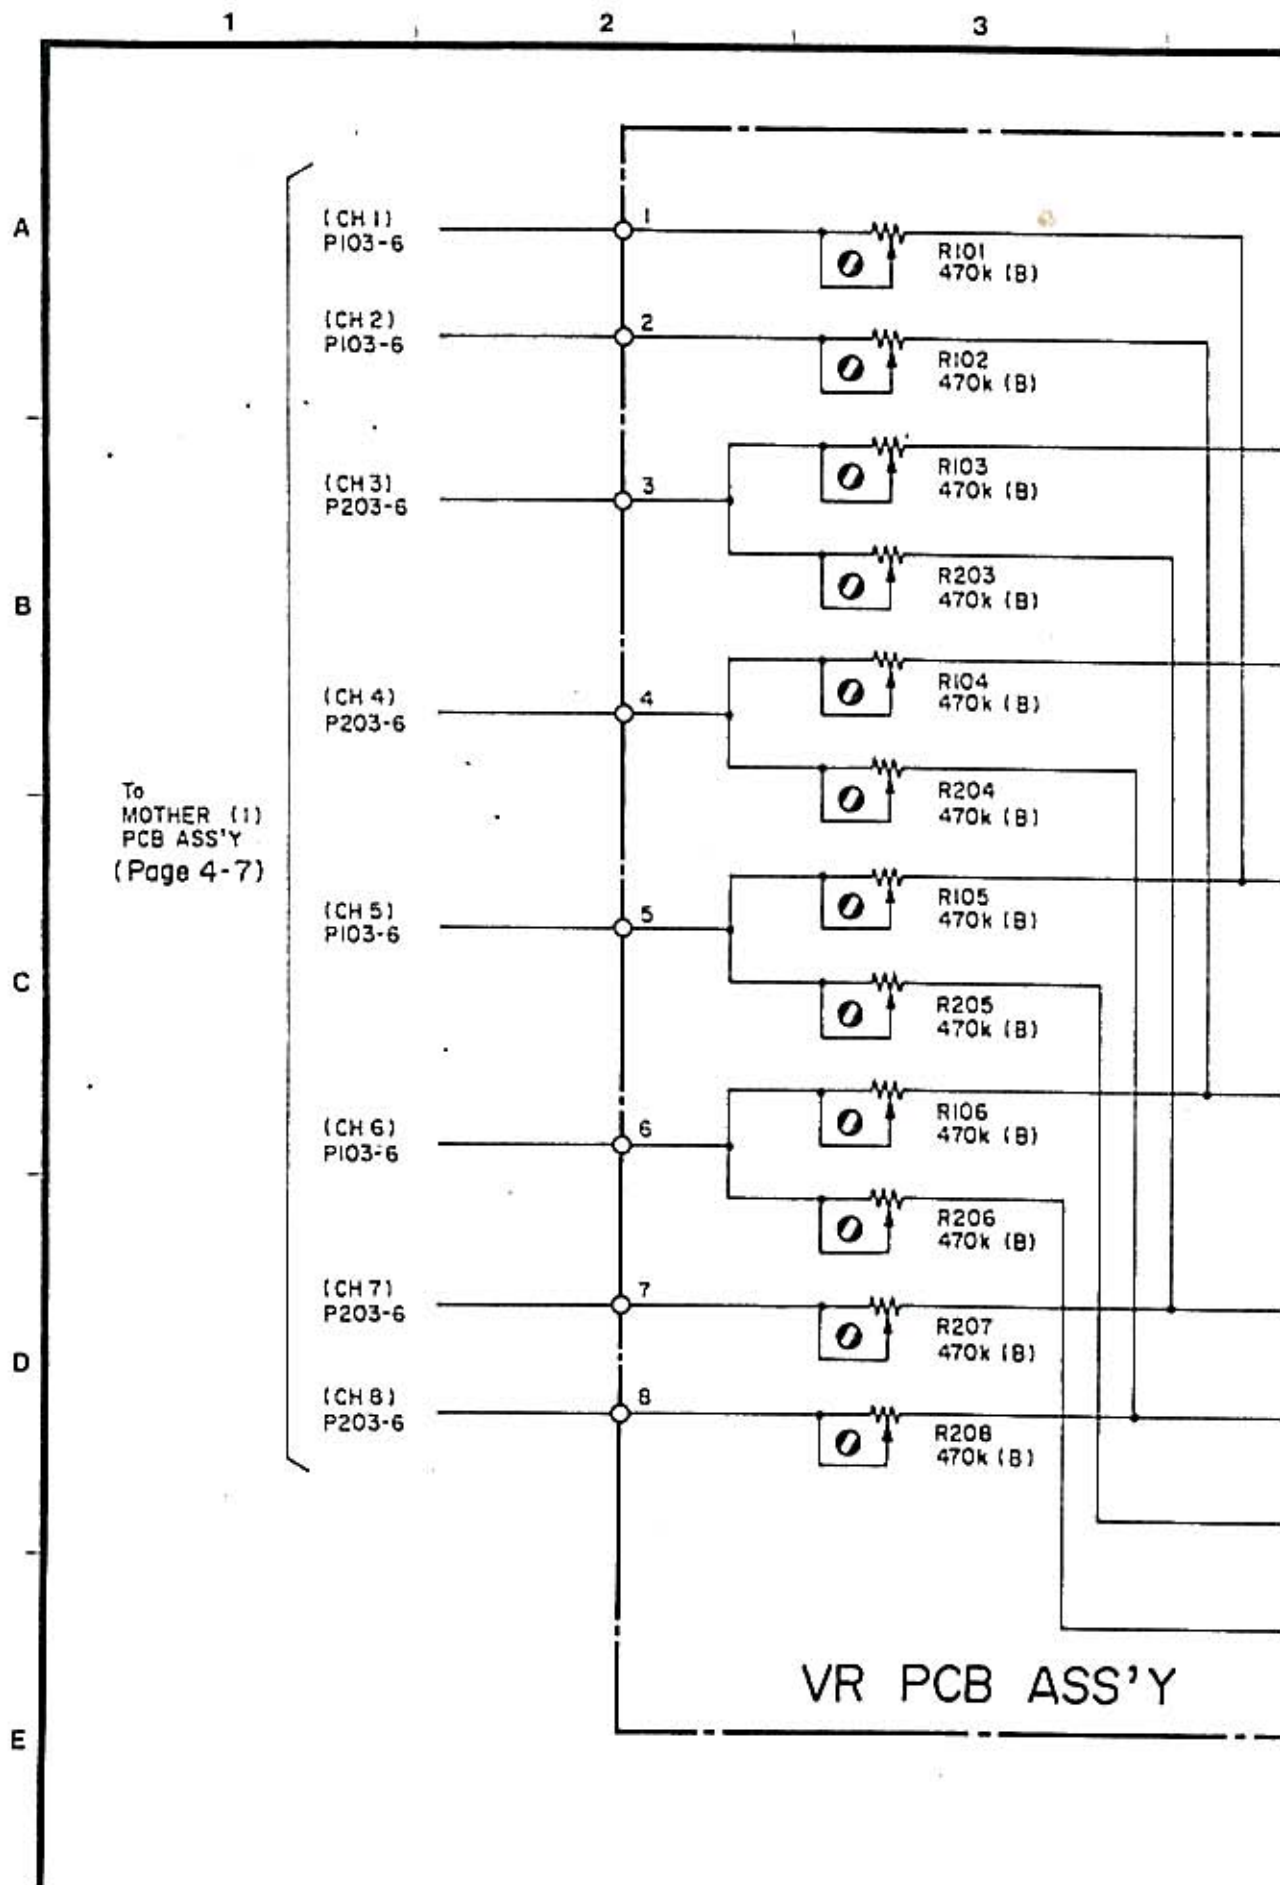 1 2 3
A
(CH 1)
P103-6
1
R101
470k (B)
(CH 2)
P103-6
2
R102
470k (B)
R103
470k (B)
(CH 3)
P203-6
3
B
R203
470k (B)
R104
470k (B)
(CH 4)
P203-6
4
R204
470k (B)
To
MOTHER (1)
PCB ASS'Y
(Page 4-7)
R105
470k (B)
(CH 5)
P103-6
5
C
R205
470k (B)
R106
470k (B)
(CH 6)
P103-6
6
R206
470k (B)
(CH 7)
P203-6
7
R207
470k (B)
D
(CH 8)
P203-6
8
R208
470k (B)
VR PCB ASS'Y
E